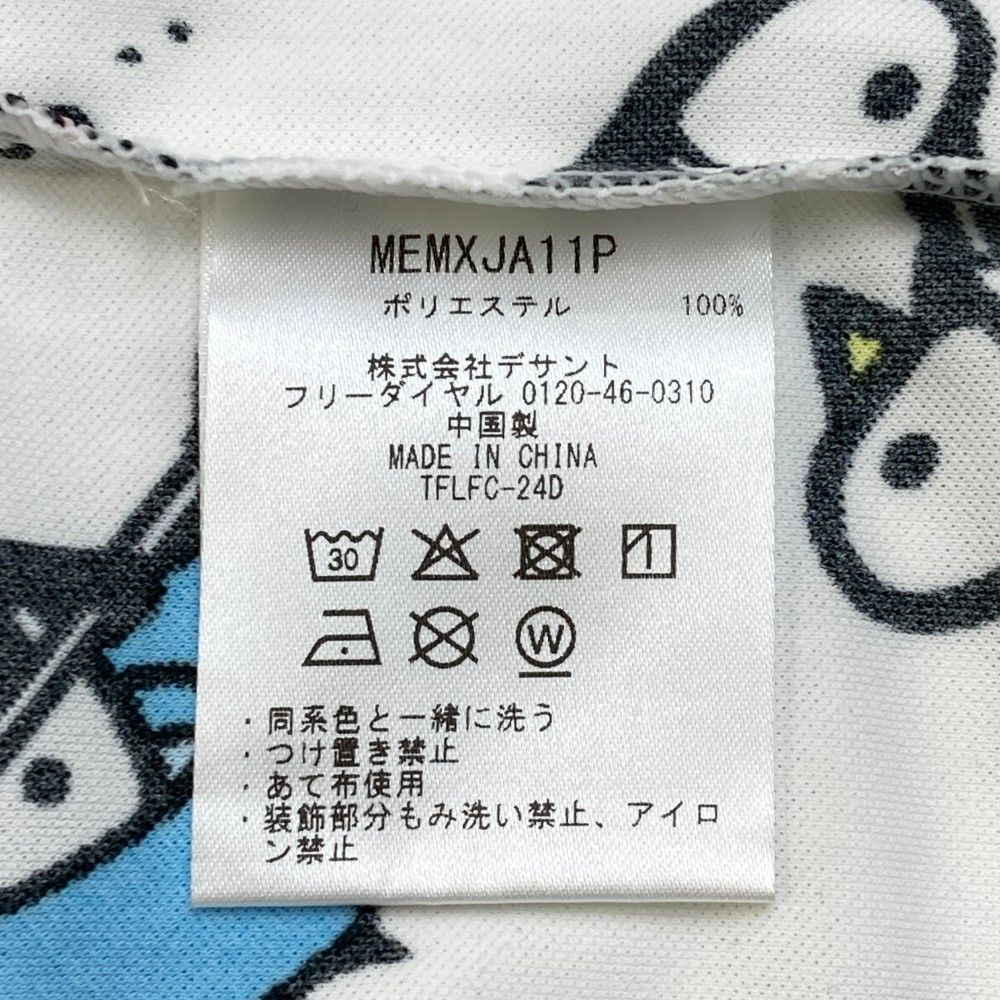 MEMXJA11P
ポリエステル 100%
株式会社デサント
フリーダイヤル 0120-46-0310
中国製
MADE IN CHINA
TFLFC-24D
30
W
・同系色と一緒に洗う
・つけ置き禁止
・あて布使用
・装飾部分もみ洗い禁止、アイロ
ン禁止